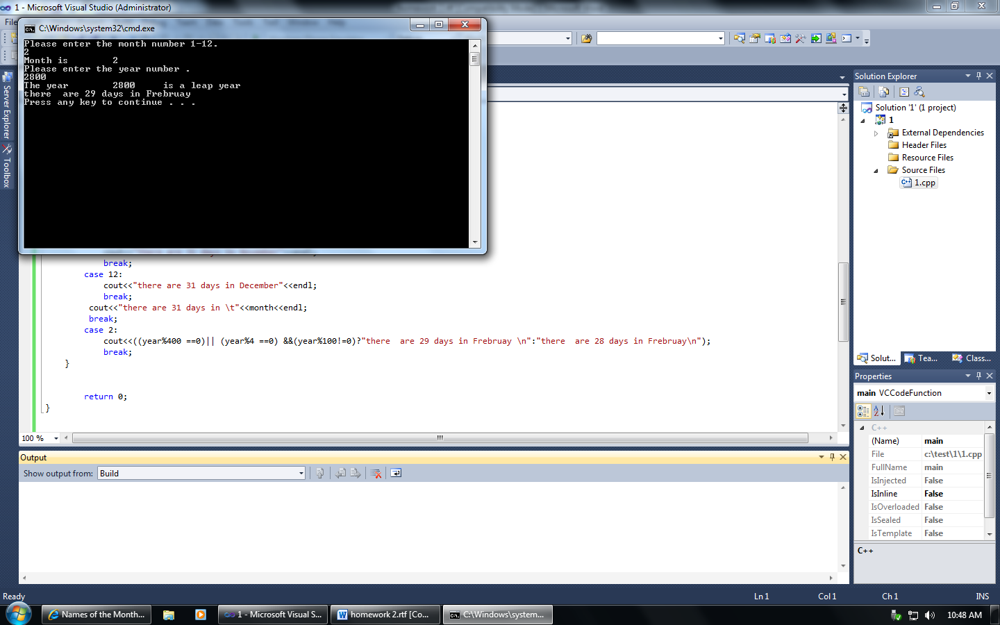 1 - Microsoft Visual Studio (Administrator)
File
C:\Windows\system32\cmd.exe
Please enter the month number 1-12.
2
Month is 2
Please enter the year number .
2800
The year 2800 is a leap year
there  are 29 days in Frebruay
Press any key to continue . . .
Server Explorer
Toolbox
break;
case 12:
cout<<"there are 31 days in December"<<endl;
break;
cout<<"there are 31 days in \t"<<month<<endl;
break;
case 2:
cout<<((year%400 ==0)|| (year%4 ==0) &&(year%100!=0)?"there  are 29 days in Frebruay \n":"there  are 28 days in Frebruay\n");
break;
}
return 0;
}
100 %
Solution Explorer
Solution '1' (1 project)
1
External Dependencies
Header Files
Resource Files
Source Files
1.cpp
Solut...
Tea...
Class...
Properties
main VCCodeFunction
C++
(Name) main
File c:\test\1\1.cpp
FullName main
IsInjected False
IsInline False
IsOverloaded False
IsSealed False
IsTemplate False
C++
Output
Show output from: Build
Ready
Ln 1 Col 1 Ch 1 INS
Names of the Month...
1 - Microsoft Visual S...
homework 2.rtf [Co...
C:\Windows\system...
10:48 AM